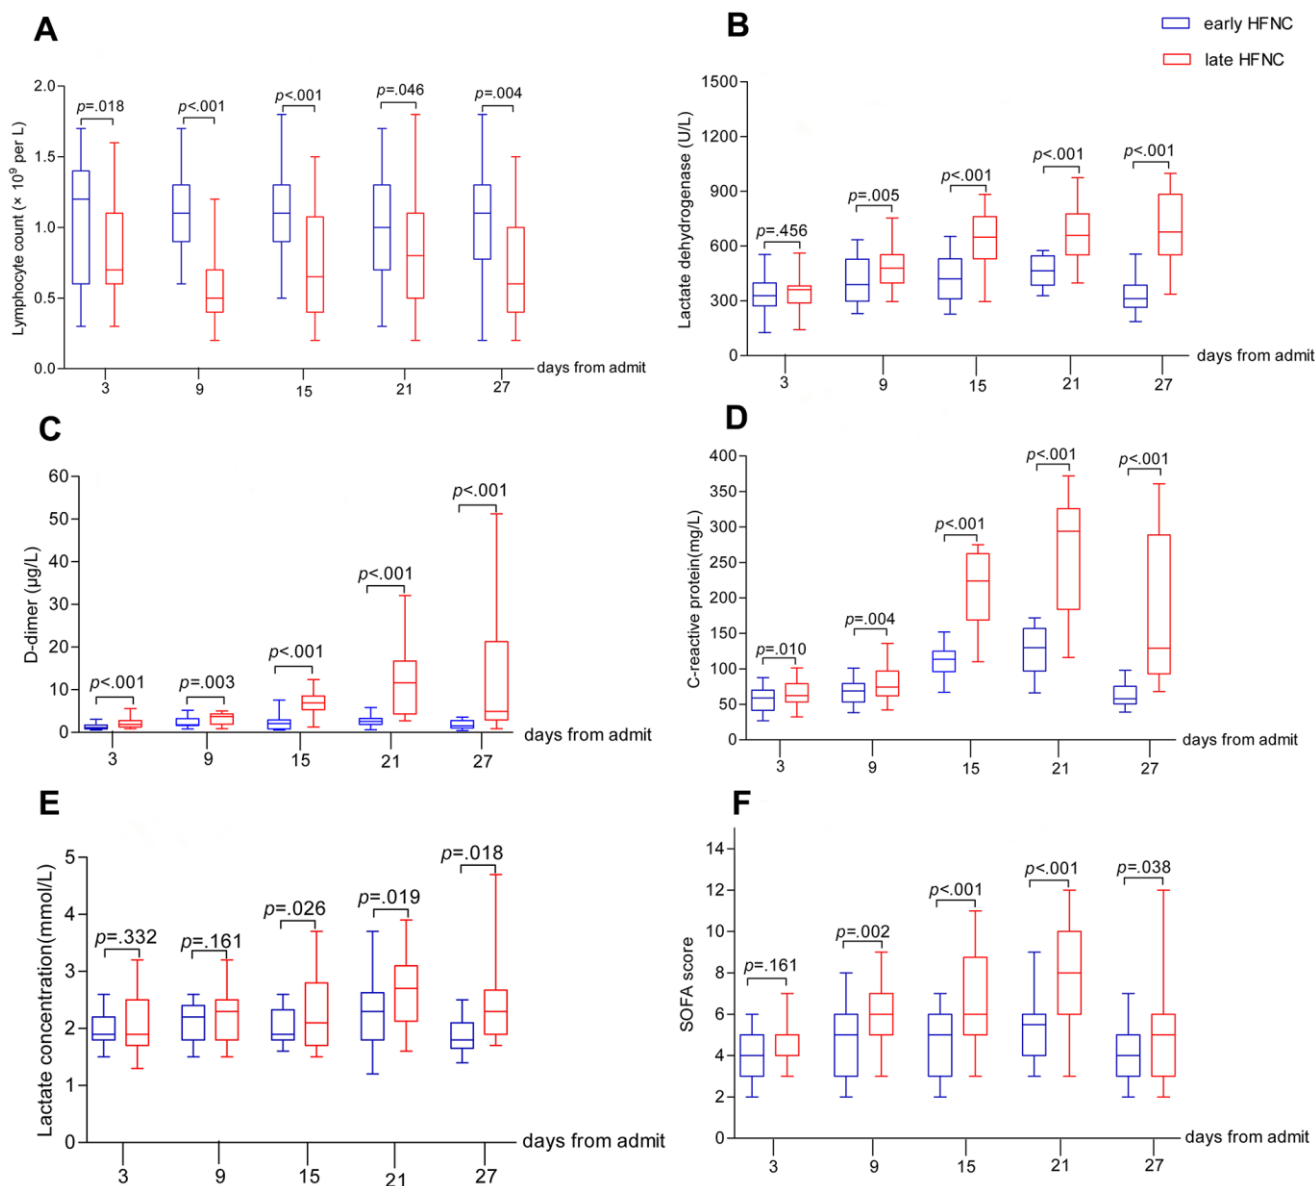 A
B
early HFNC
late HFNC
Lymphocyte count (× 10⁹ per L)
2.0
1.5
1.0
0.5
0.0
p=.018
p<.001
p<.001
p=.046
p=.004
3
9
15
21
27
days from admit
Lactate dehydrogenase (U/L)
1500
1200
900
600
300
0
p=.456
p=.005
p<.001
p<.001
p<.001
3
9
15
21
27
days from admit
C
D-dimer (µg/L)
60
50
40
30
20
10
0
p<.001
p=.003
p<.001
p<.001
p<.001
3
9
15
21
27
days from admit
D
C-reactive protein(mg/L)
400
350
300
250
200
150
100
50
0
p=.010
p=.004
p<.001
p<.001
p<.001
3
9
15
21
27
days from admit
E
Lactate concentration(mmol/L)
5
4
3
2
1
0
p=.332
p=.161
p=.026
p=.019
p=.018
3
9
15
21
27
days from admit
F
SOFA score
14
12
10
8
6
4
2
0
p=.161
p=.002
p<.001
p<.001
p=.038
3
9
15
21
27
days from admit